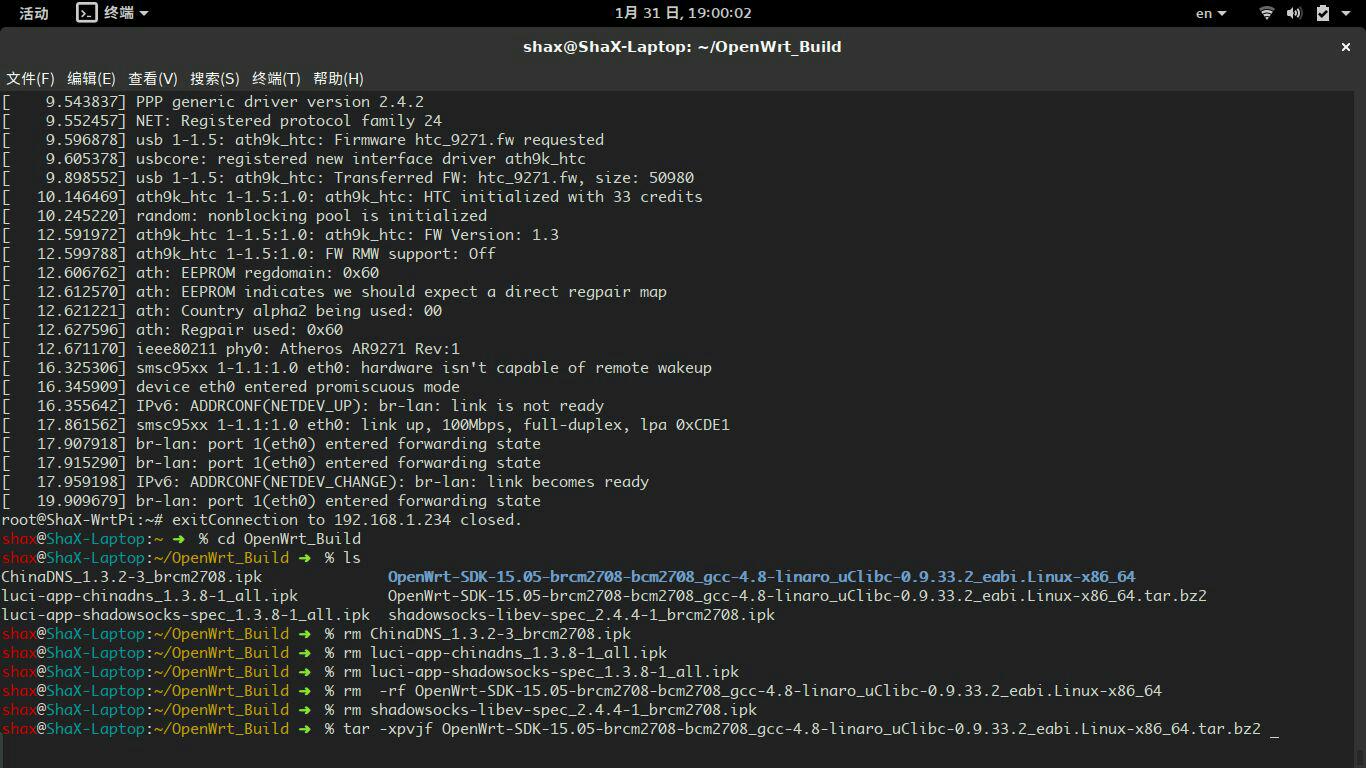 活动 终端 1月 31 日, 19:00:02 en
shax@ShaX-Laptop: ~/OpenWrt_Build ×
文件(F) 编辑(E) 查看(V) 搜索(S) 终端(T) 帮助(H)
[    9.543837] PPP generic driver version 2.4.2
[    9.552457] NET: Registered protocol family 24
[    9.596878] usb 1-1.5: ath9k_htc: Firmware htc_9271.fw requested
[    9.605378] usbcore: registered new interface driver ath9k_htc
[    9.898552] usb 1-1.5: ath9k_htc: Transferred FW: htc_9271.fw, size: 50980
[   10.146469] ath9k_htc 1-1.5:1.0: ath9k_htc: HTC initialized with 33 credits
[   10.245220] random: nonblocking pool is initialized
[   12.591972] ath9k_htc 1-1.5:1.0: ath9k_htc: FW Version: 1.3
[   12.599788] ath9k_htc 1-1.5:1.0: FW RMW support: Off
[   12.606762] ath: EEPROM regdomain: 0x60
[   12.612570] ath: EEPROM indicates we should expect a direct regpair map
[   12.621221] ath: Country alpha2 being used: 00
[   12.627596] ath: Regpair used: 0x60
[   12.671170] ieee80211 phy0: Atheros AR9271 Rev:1
[   16.325306] smsc95xx 1-1.1:1.0 eth0: hardware isn't capable of remote wakeup
[   16.345909] device eth0 entered promiscuous mode
[   16.355642] IPv6: ADDRCONF(NETDEV_UP): br-lan: link is not ready
[   17.861562] smsc95xx 1-1.1:1.0 eth0: link up, 100Mbps, full-duplex, lpa 0xCDE1
[   17.907918] br-lan: port 1(eth0) entered forwarding state
[   17.915290] br-lan: port 1(eth0) entered forwarding state
[   17.959198] IPv6: ADDRCONF(NETDEV_CHANGE): br-lan: link becomes ready
[   19.909679] br-lan: port 1(eth0) entered forwarding state
root@ShaX-WrtPi:~# exitConnection to 192.168.1.234 closed.
shax@ShaX-Laptop:~ ➜  % cd OpenWrt_Build
shax@ShaX-Laptop:~/OpenWrt_Build ➜  % ls
ChinaDNS_1.3.2-3_brcm2708.ipk OpenWrt-SDK-15.05-brcm2708-bcm2708_gcc-4.8-linaro_uClibc-0.9.33.2_eabi.Linux-x86_64
luci-app-chinadns_1.3.8-1_all.ipk OpenWrt-SDK-15.05-brcm2708-bcm2708_gcc-4.8-linaro_uClibc-0.9.33.2_eabi.Linux-x86_64.tar.bz2
luci-app-shadowsocks-spec_1.3.8-1_all.ipk shadowsocks-libev-spec_2.4.4-1_brcm2708.ipk
shax@ShaX-Laptop:~/OpenWrt_Build ➜  % rm ChinaDNS_1.3.2-3_brcm2708.ipk
shax@ShaX-Laptop:~/OpenWrt_Build ➜  % rm luci-app-chinadns_1.3.8-1_all.ipk
shax@ShaX-Laptop:~/OpenWrt_Build ➜  % rm luci-app-shadowsocks-spec_1.3.8-1_all.ipk
shax@ShaX-Laptop:~/OpenWrt_Build ➜  % rm  -rf OpenWrt-SDK-15.05-brcm2708-bcm2708_gcc-4.8-linaro_uClibc-0.9.33.2_eabi.Linux-x86_64
shax@ShaX-Laptop:~/OpenWrt_Build ➜  % rm shadowsocks-libev-spec_2.4.4-1_brcm2708.ipk
shax@ShaX-Laptop:~/OpenWrt_Build ➜  % tar -xpvjf OpenWrt-SDK-15.05-brcm2708-bcm2708_gcc-4.8-linaro_uClibc-0.9.33.2_eabi.Linux-x86_64.tar.bz2 _